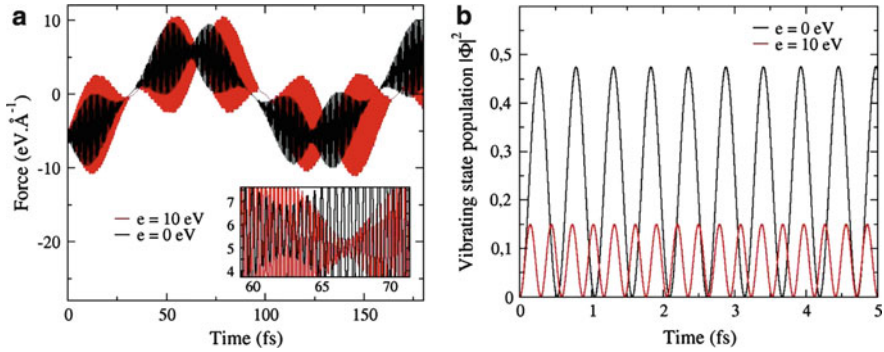 a
Force (eV.Å⁻¹)
10
0
-10
-20
e = 10 eV
e = 0 eV
7
6
5
4
60
65
70
0
50
100
150
Time (fs)
b
Vibrating state population |Φ|²
0,5
0,4
0,3
0,2
0,1
0
e = 0 eV
e = 10 eV
0
1
2
3
4
5
Time (fs)